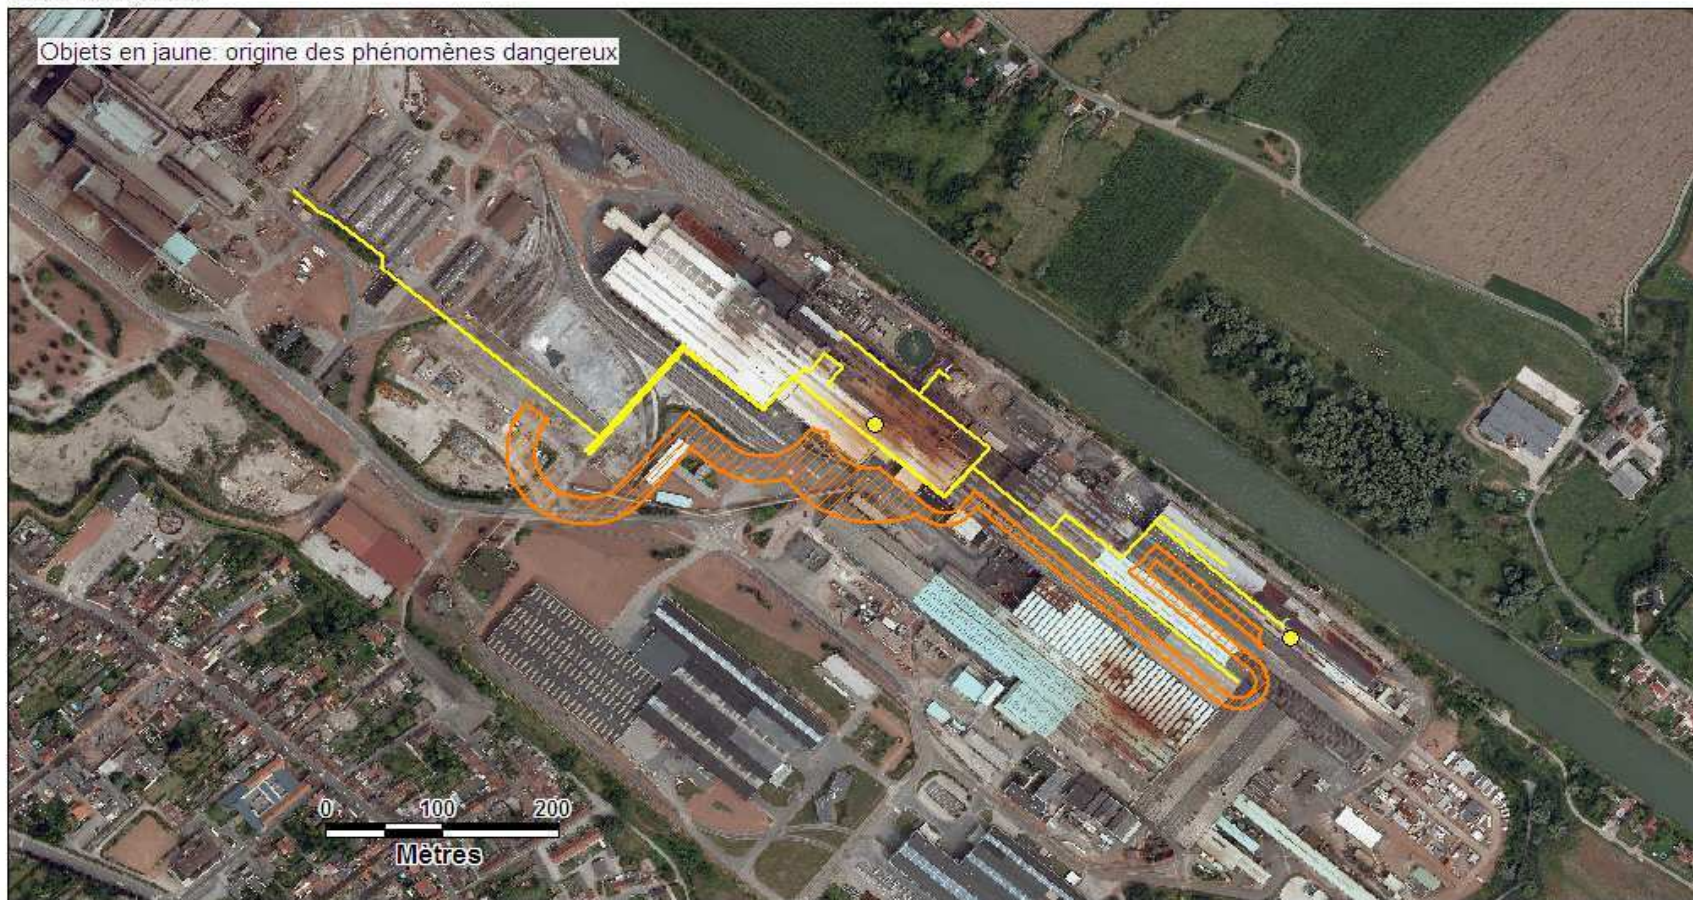 Objets en jaune: origine des phénomènes dangereux
0 100 200
Mètres